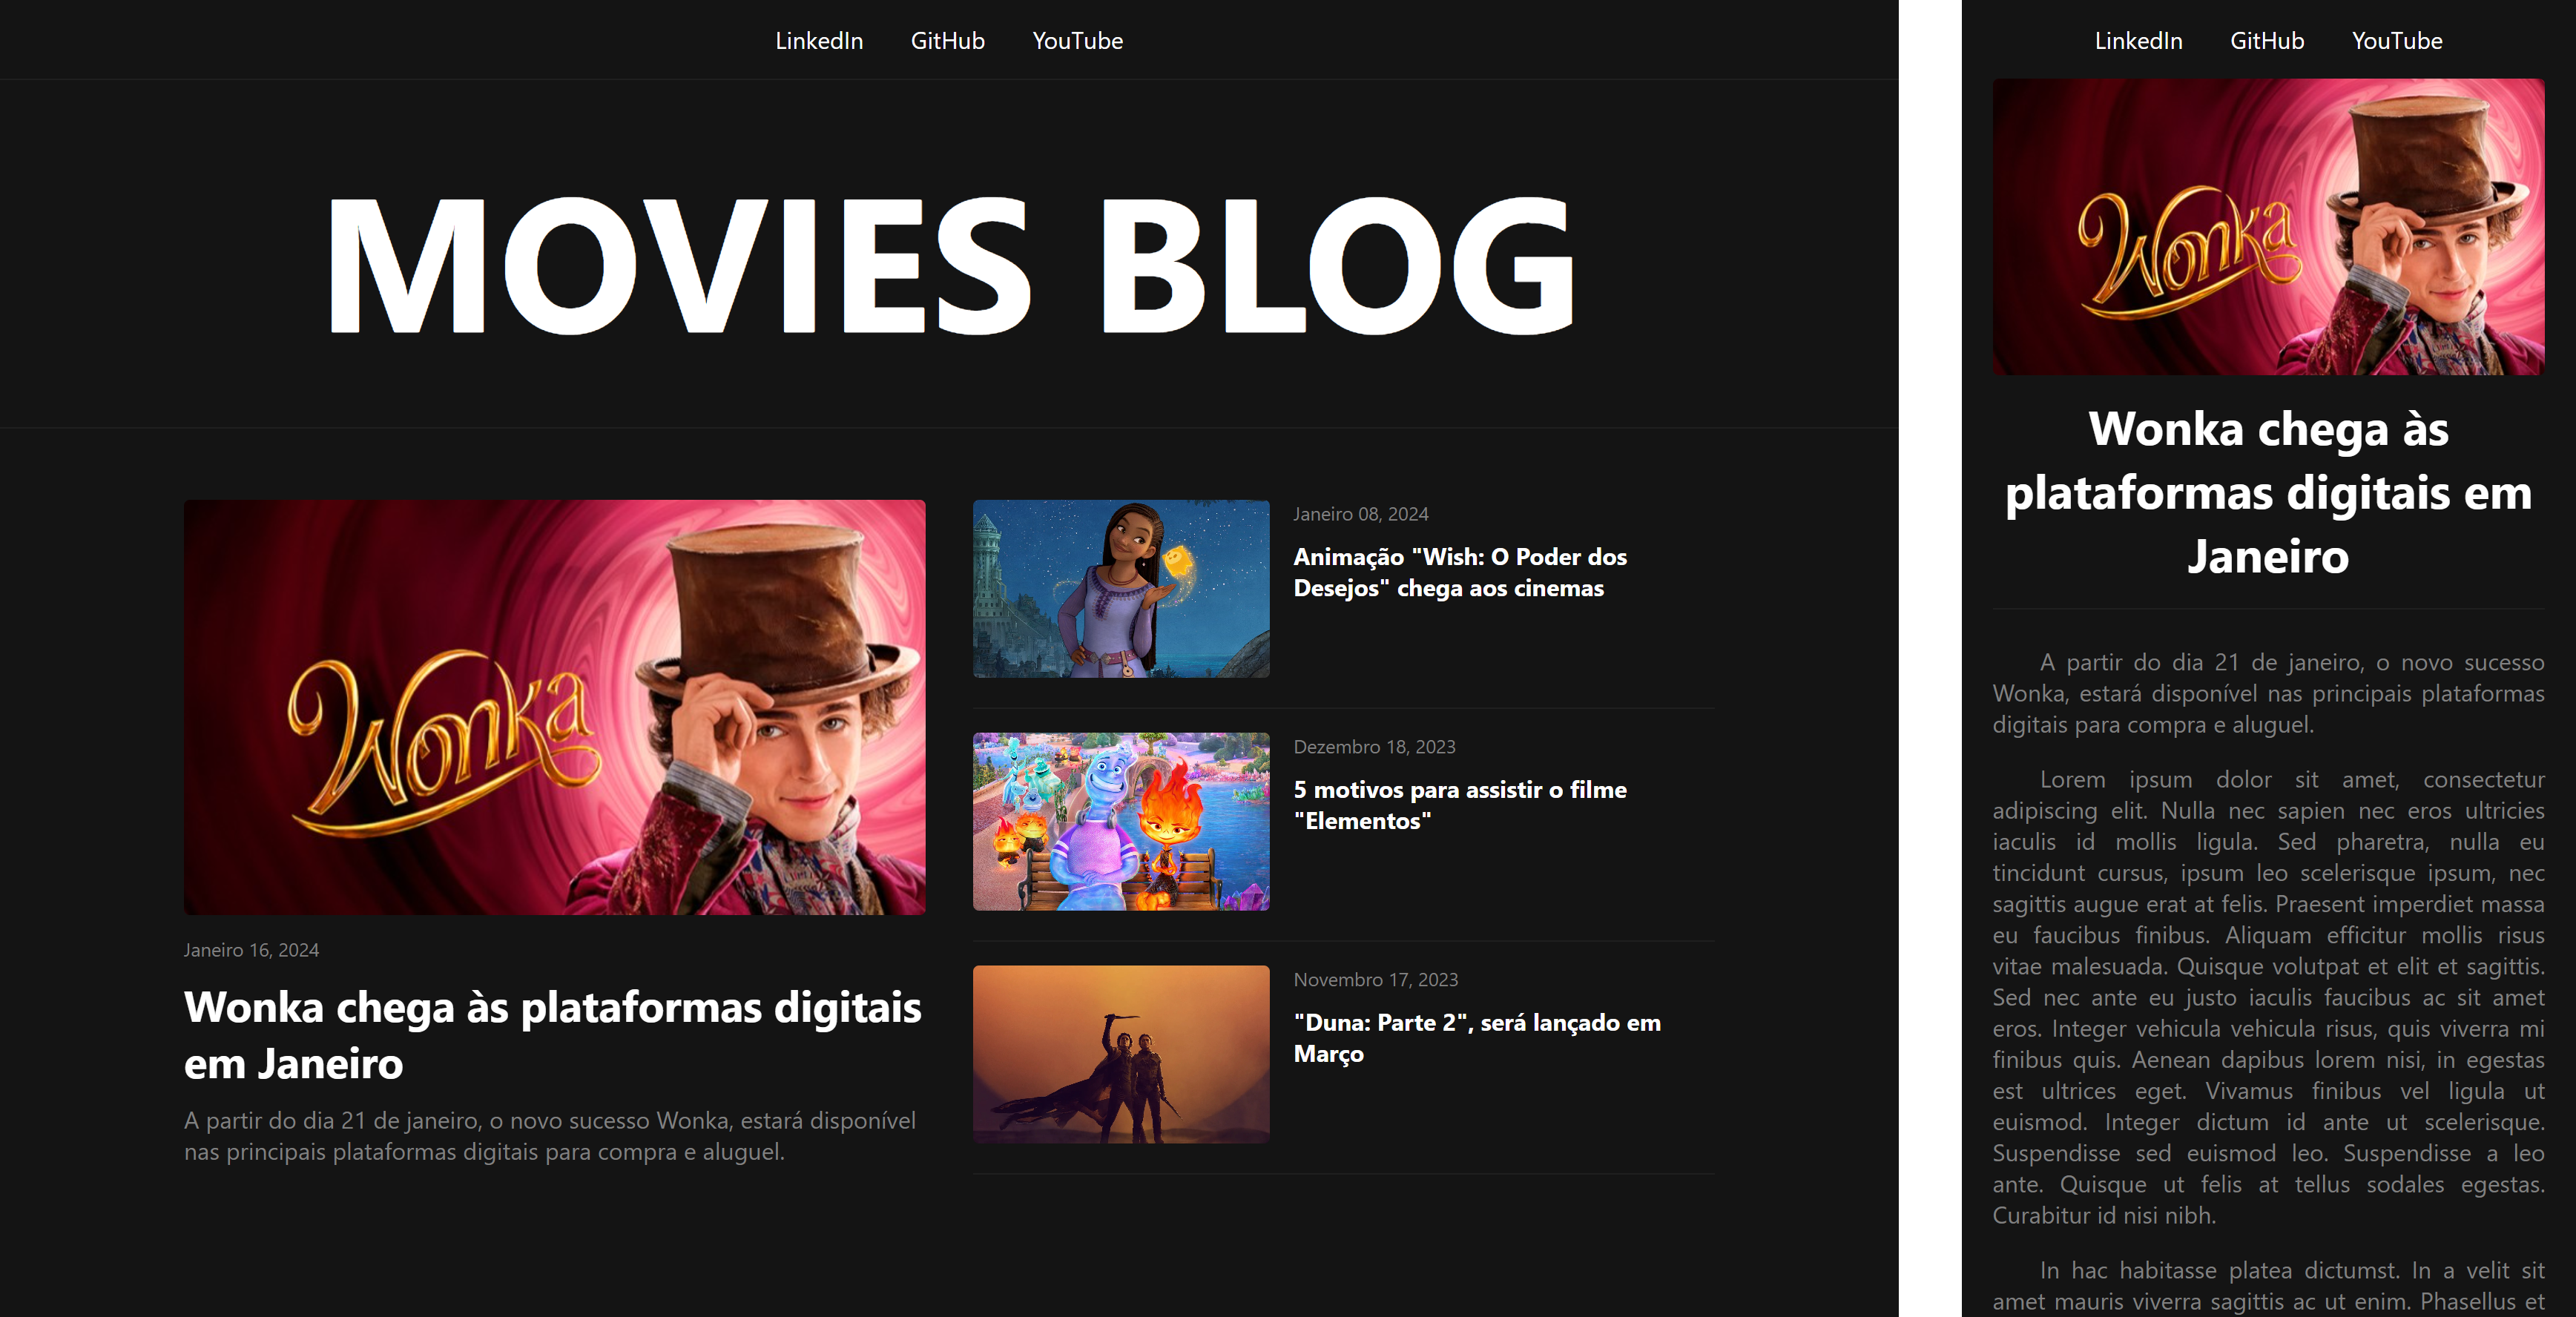 LinkedIn GitHub YouTube
MOVIES BLOG
Wonka
Janeiro 16, 2024
Wonka chega às plataformas digitais
em Janeiro
A partir do dia 21 de janeiro, o novo sucesso Wonka, estará disponível
nas principais plataformas digitais para compra e aluguel.
Janeiro 08, 2024
Animação "Wish: O Poder dos
Desejos" chega aos cinemas
Dezembro 18, 2023
5 motivos para assistir o filme
"Elementos"
Novembro 17, 2023
"Duna: Parte 2", será lançado em
Março
LinkedIn GitHub YouTube
Wonka
Wonka chega às
plataformas digitais em
Janeiro
A partir do dia 21 de janeiro, o novo sucesso
Wonka, estará disponível nas principais plataformas
digitais para compra e aluguel.
Lorem ipsum dolor sit amet, consectetur
adipiscing elit. Nulla nec sapien nec eros ultricies
iaculis id mollis ligula. Sed pharetra, nulla eu
tincidunt cursus, ipsum leo scelerisque ipsum, nec
sagittis augue erat at felis. Praesent imperdiet massa
eu faucibus finibus. Aliquam efficitur mollis risus
vitae malesuada. Quisque volutpat et elit et sagittis.
Sed nec ante eu justo iaculis faucibus ac sit amet
eros. Integer vehicula vehicula risus, quis viverra mi
finibus quis. Aenean dapibus lorem nisi, in egestas
est ultrices eget. Vivamus finibus vel ligula ut
euismod. Integer dictum id ante ut scelerisque.
Suspendisse sed euismod leo. Suspendisse a leo
ante. Quisque ut felis at tellus sodales egestas.
Curabitur id nisi nibh.
In hac habitasse platea dictumst. In a velit sit
amet mauris viverra sagittis ac ut enim. Phasellus et